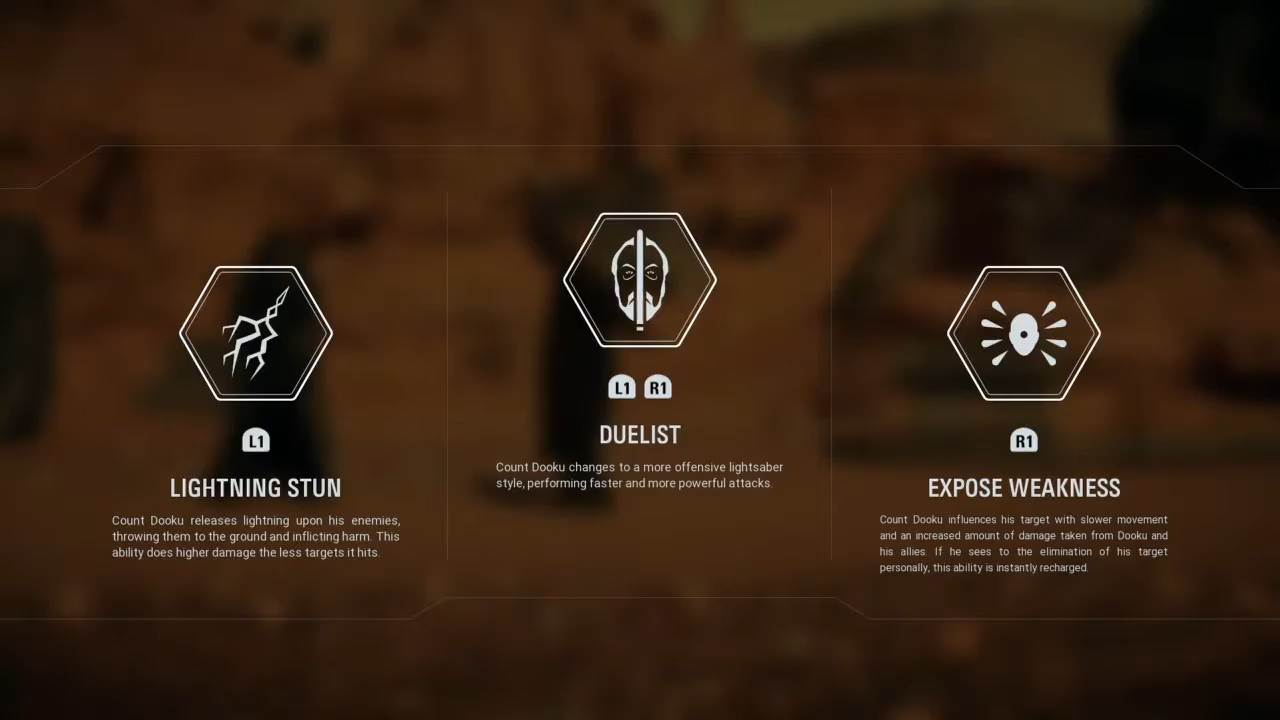 L1
LIGHTNING STUN
Count Dooku releases lightning upon his enemies,
throwing them to the ground and inflicting harm. This
ability does higher damage the less targets it hits.
L1 R1
DUELIST
Count Dooku changes to a more offensive lightsaber
style, performing faster and more powerful attacks.
R1
EXPOSE WEAKNESS
Count Dooku influences his target with slower movement
and an increased amount of damage taken from Dooku and
his allies. If he sees to the elimination of his target
personally, this ability is instantly recharged.